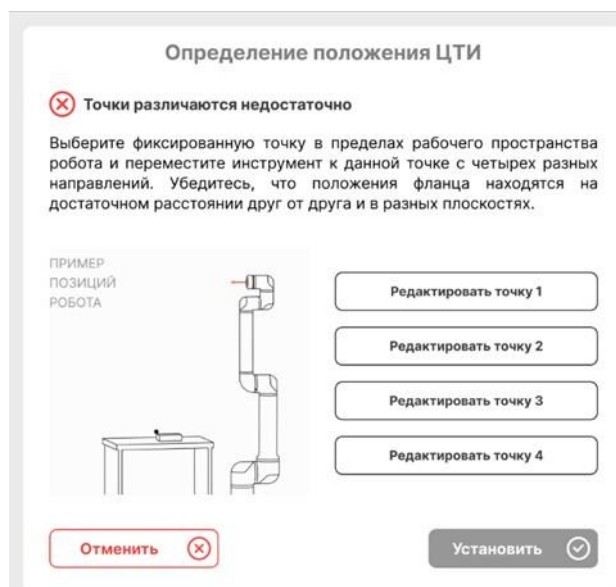 Определение положения ЦТИ
Точки различаются недостаточно
Выберите фиксированную точку в пределах рабочего пространства
робота и переместите инструмент к данной точке с четырех разных
направлений. Убедитесь, что положения фланца находятся на
достаточном расстоянии друг от друга и в разных плоскостях.
ПРИМЕР
ПОЗИЦИЙ
РОБОТА
Редактировать точку 1
Редактировать точку 2
Редактировать точку 3
Редактировать точку 4
Отменить
Установить